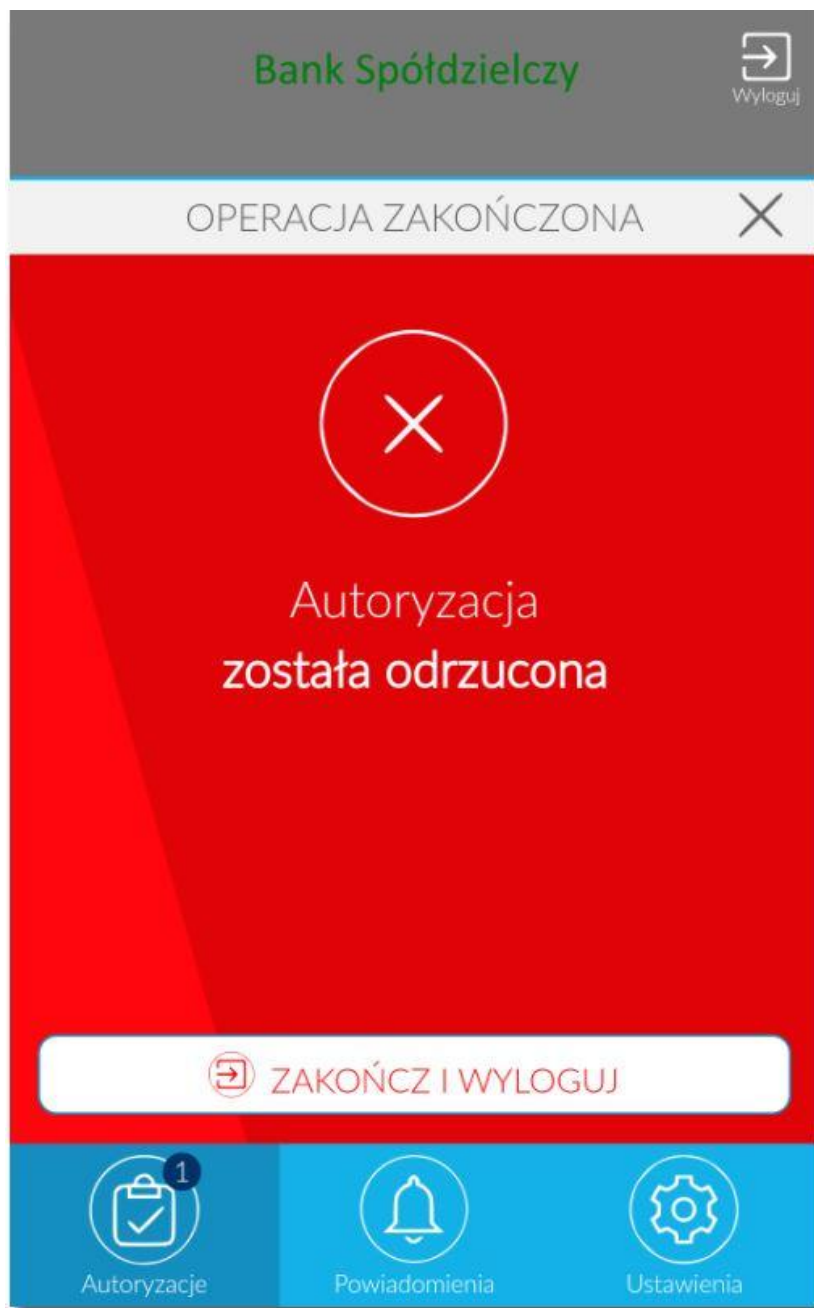 Bank Spółdzielczy
Wyloguj
OPERACJA ZAKOŃCZONA
Autoryzacja
została odrzucona
ZAKOŃCZ I WYLOGUJ
1
Autoryzacje
Powiadomienia
Ustawienia